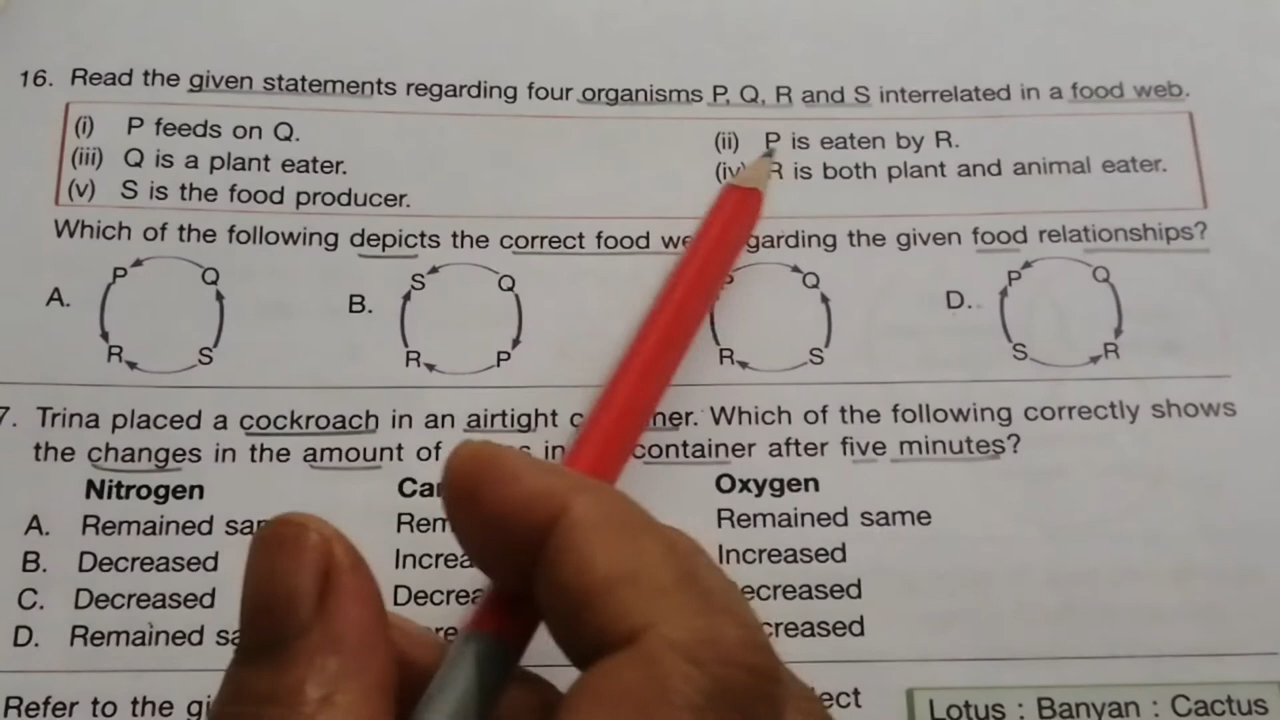 16. Read the given statements regarding four organisms P, Q, R and S interrelated in a food web.
(i) P feeds on Q. (ii) P is eaten by R.
(iii) Q is a plant eater. (iv) R is both plant and animal eater.
(v) S is the food producer.
Which of the following depicts the correct food regarding the given food relationships?
A. P Q R S
B. S Q R P
P Q R S
D. P Q S R
7. Trina placed a cockroach in an airtight Which of the following correctly shows
the changes in the amount of in container after five minutes?
Nitrogen Oxygen
A. Remained Remained same
B. Decreased Increased
C. Decreased
D. Remained
Refer to the
Lotus : Banyan : Cactus